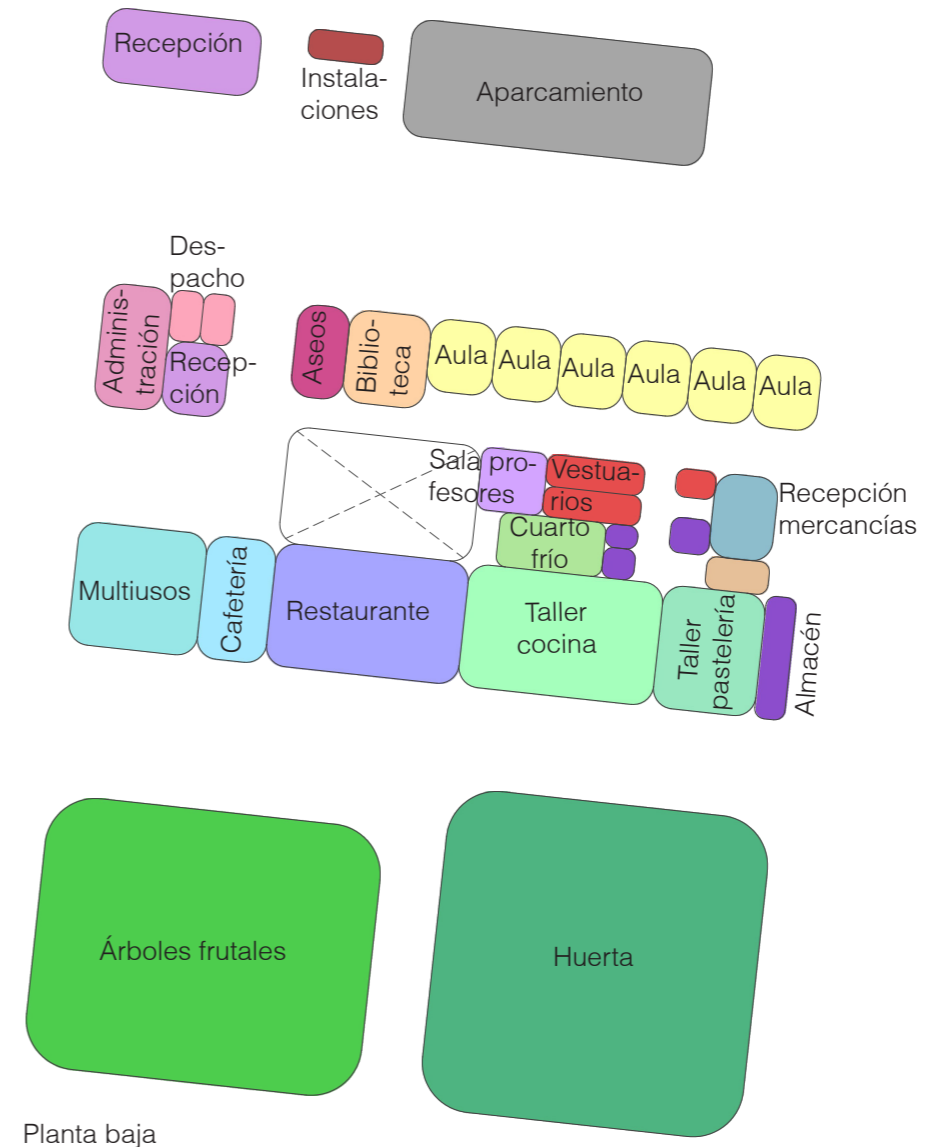 Recepción
Instala-
ciones
Aparcamiento
Des-
pacho
Adminis-
tración
Recep-
ción
Aseos
Biblio-
teca
Aula
Aula
Aula
Aula
Aula
Aula
Sala pro-
fesores
Vestua-
rios
Recepción
mercancías
Cuarto
frío
Multiusos
Cafetería
Restaurante
Taller
cocina
Taller
pastelería
Almacén
Árboles frutales
Huerta
Planta baja